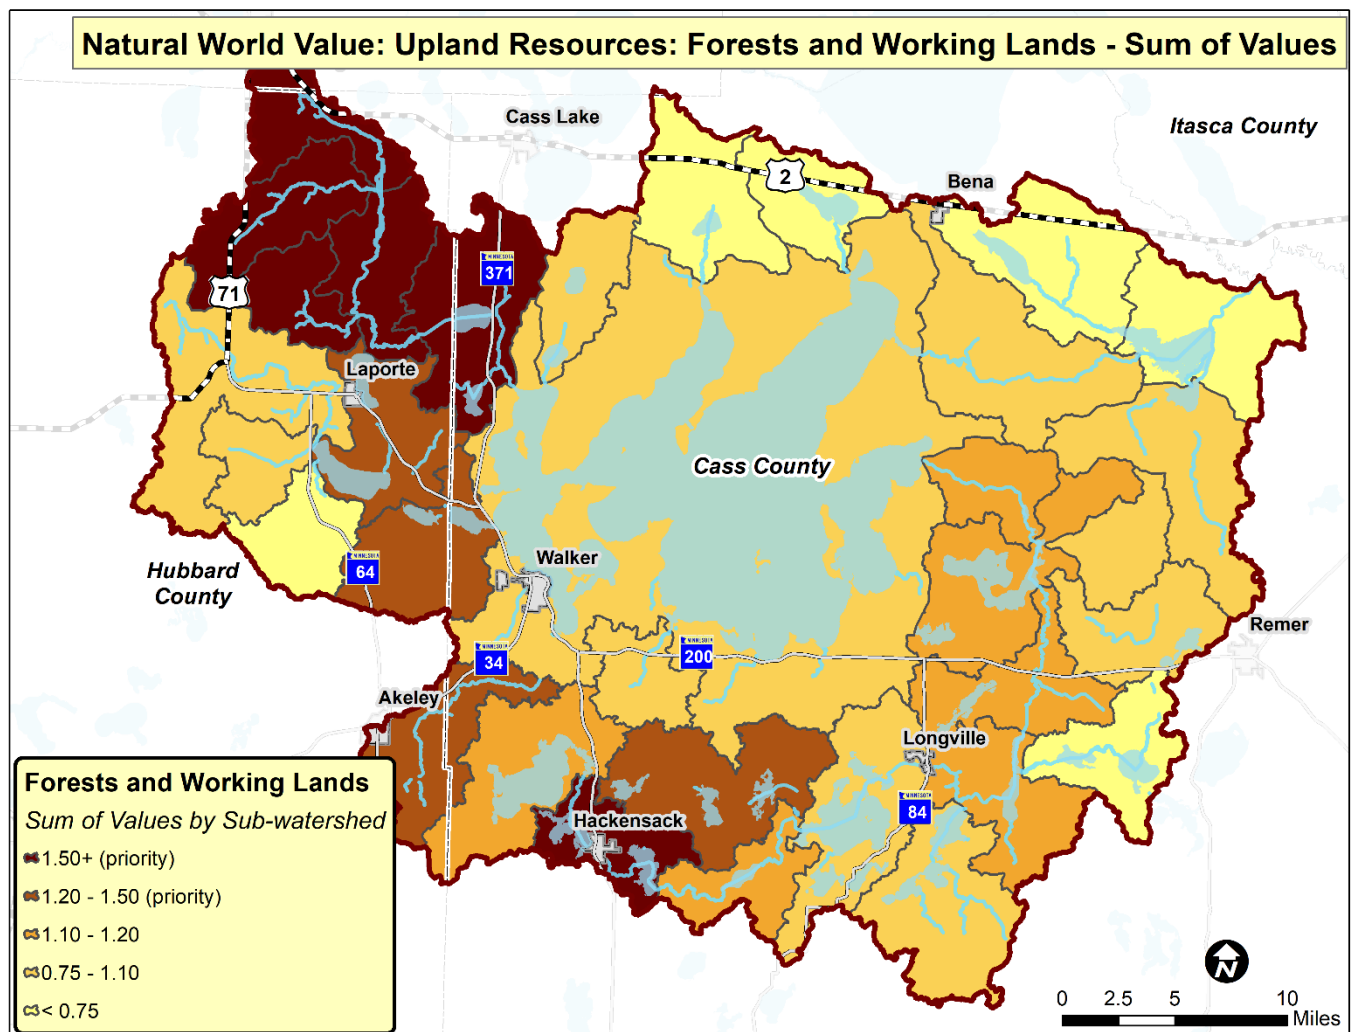 Natural World Value: Upland Resources: Forests and Working Lands - Sum of Values
Cass Lake
Itasca County
2
Bena
371
71
Laporte
Cass County
Walker
Hubbard
County
64
Remer
34
200
Akeley
Longville
84
Hackensack
Forests and Working Lands
Sum of Values by Sub-watershed
1.50+ (priority)
1.20 - 1.50 (priority)
1.10 - 1.20
0.75 - 1.10
< 0.75
N
0 2.5 5 10
Miles